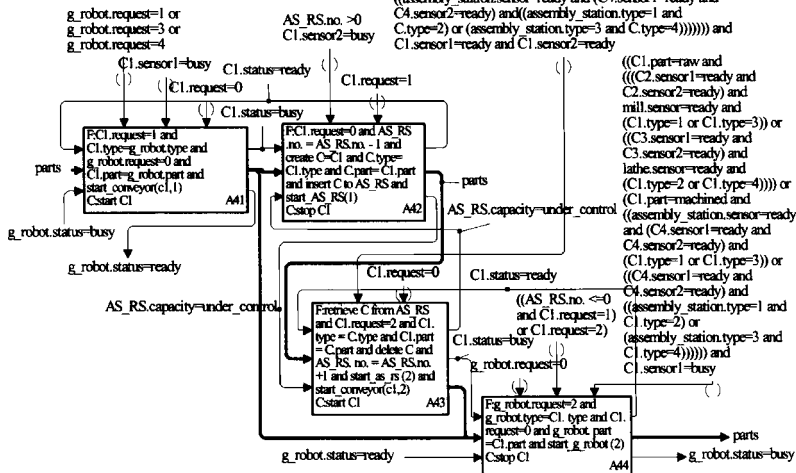 ((assembly_station.sensor=ready and (C4.sensor1=ready and
C4.sensor2=ready) and((assembly_station.type=1 and
C.type=2) or (assembly_station.type=3 and C.type=4))))))) and
C1.sensor1=ready and C1.sensor2=ready
g_robot.request=1 or
g_robot.request=3 or
g_robot.request=4
AS_RS.no. >0
C1.sensor2=busy
C1.sensor1=busy
C1.request=0
C1.status=ready
C1.request=1
C1.status=busy
F:C1.request=1 and
C1.type=g_robot.type and
g_robot.request=0 and
C1.part=g_robot.part and
start_conveyor(c1,1)
C:start C1
A41
F:C1.request=0 and AS_RS
.no. = AS_RS.no. - 1 and
create C=C1 and C.type=
C1.type and C.part= C1.part
and insert C to AS_RS and
start_AS_RS(1)
C:stop C1
A42
parts
parts
g_robot.status=busy
g_robot.status=ready
AS_RS.capacity=under_control
C1.request=0
C1.status=ready
AS_RS.capacity=under_control
((AS_RS.no. <=0
and C1.request=1)
or C1.request=2)
C1.status=busy
g_robot.request=0
F:retrieve C from AS_RS
and C1.request=2 and C1.
type = C.type and C1.part
= C.part and delete C and
AS_RS. no. = AS_RS.no.
+1 and start_as_rs (2) and
start_conveyor(c1,2)
C:start C1
A43
((C1.part=raw and
(((C2.sensor1=ready and
C2.sensor2=ready) and
mill.sensor=ready and
(C1.type=1 or C1.type=3)) or
((C3.sensor1=ready and
C3.sensor2=ready) and
lathe.sensor=ready and
(C1.type=2 or C1.type=4)))) or
(C1.part=machined and
((assembly_station.sensor=ready
and (C4.sensor1=ready and
C4.sensor2=ready) and
(C1.type=1 or C1.type=3)) or
((C4.sensor1=ready and
C4.sensor2=ready) and
((assembly_station.type=1 and
C1.type=2) or
(assembly_station.type=3 and
C1.type=4)))))) and
C1.sensor1=busy
F:g_robot.request=2 and
g_robot.type=C1. type and C1.
request=0 and g_robot. part
=C1.part and start_g_robot (2)
C:stop C1
A44
g_robot.status=ready
parts
g_robot.status=busy